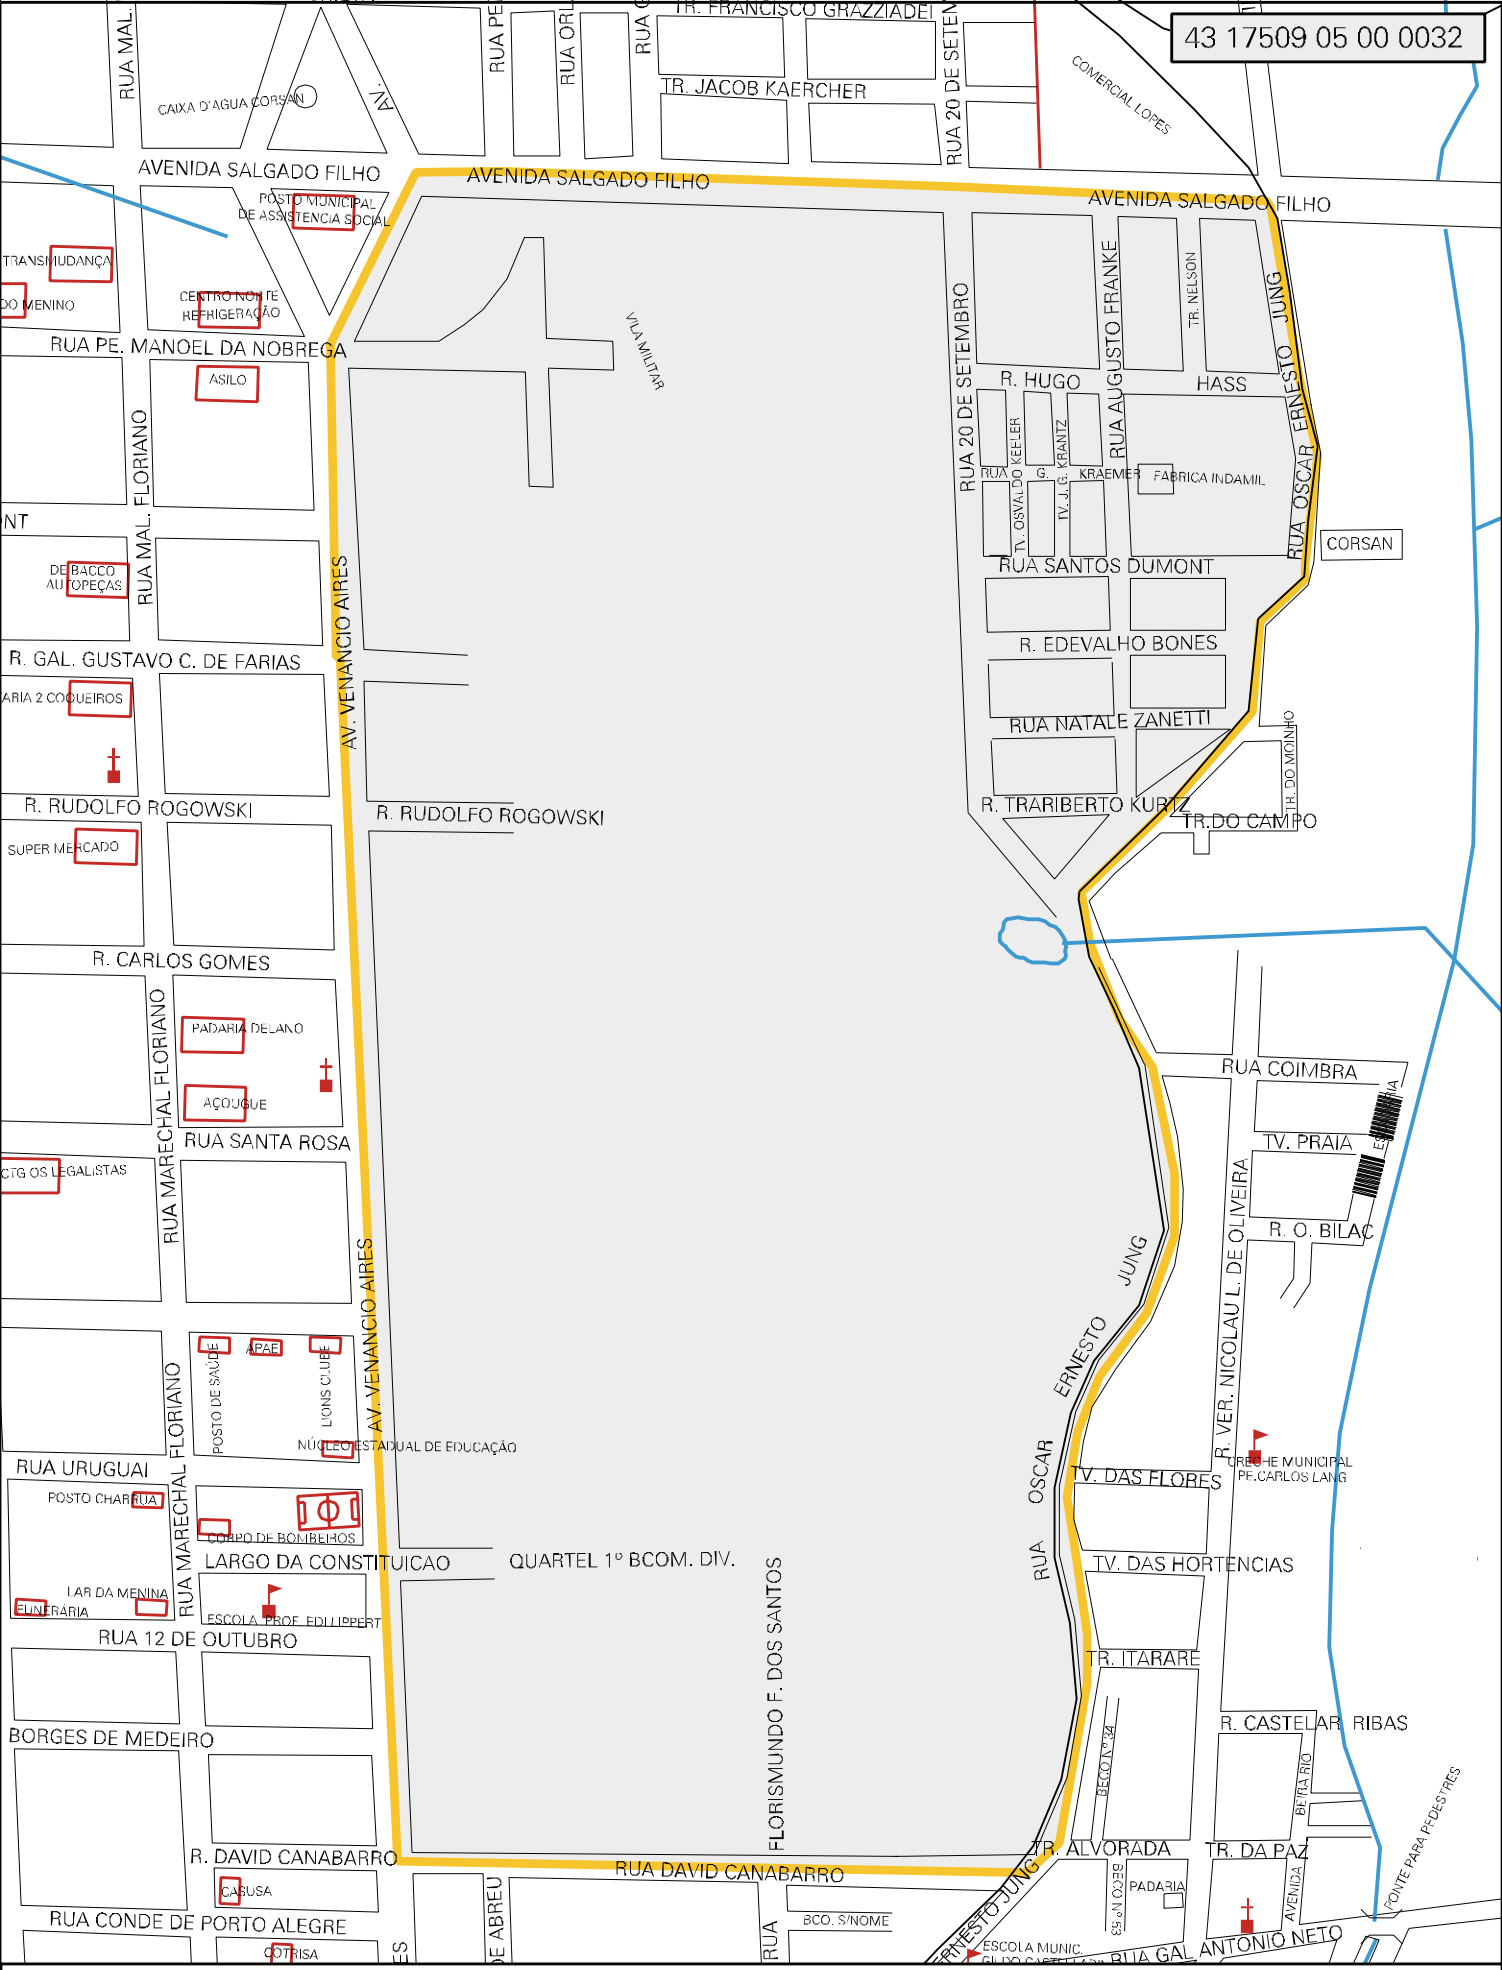 TR. FRANCISCO GRAZZIADEI
43 17509 05 00 0032
RUA MAL.
RUA ORL
RUA 20 DE SETEM
COMERCIAL LOPES
TR. JACOB KAERCHER
CAIXA D'AGUA CORSAN
AV.
AVENIDA SALGADO FILHO
AVENIDA SALGADO FILHO
AVENIDA SALGADO FILHO
POSTO MUNICIPAL
DE ASSISTENCIA SOCIAL
TRANSMUDANÇA
DO MENINO
CENTRO NORTE
REFRIGERAÇÃO
RUA PE. MANOEL DA NOBREGA
VILA MILITAR
ASILO
RUA MAL. FLORIANO
RUA 20 DE SETEMBRO
RUA AUGUSTO FRANKE
TR. NELSON
RUA OSCAR ERNESTO JUNG
R. HUGO HASS
TV. OSVALDO KEELER
TV. J. G. KRANTZ
RUA G. KRAEMER
FABRICA INDAMIL
CORSAN
RUA SANTOS DUMONT
ONT
DE BACCO
AUTOPEÇAS
AV. VENANCIO AIRES
R. GAL. GUSTAVO C. DE FARIAS
R. EDEVALHO BONES
ARIA 2 COQUEIROS
RUA NATALE ZANETTI
TR. DO MOINHO
R. RUDOLFO ROGOWSKI
R. RUDOLFO ROGOWSKI
R. TRARIBERTO KURTZ
TR.DO CAMPO
SUPER MERCADO
R. CARLOS GOMES
RUA MARECHAL FLORIANO
PADARIA DELANO
AÇOUGUE
RUA SANTA ROSA
CTG OS LEGALISTAS
RUA COIMBRA
TV. PRAIA
R. O. BILAC
R. VER. NICOLAU L. DE OLIVEIRA
RUA OSCAR ERNESTO JUNG
AV. VENANCIO AIRES
POSTO DE SAÚDE
APAE
LIONS CLUBE
NÚCLEO ESTADUAL DE EDUCAÇÃO
RUA MARECHAL FLORIANO
RUA URUGUAI
POSTO CHARRUA
CORPO DE BOMBEIROS
LARGO DA CONSTITUICAO
QUARTEL 1º BCOM. DIV.
TV. DAS FLORES
CRECHE MUNICIPAL
PE.CARLOS LANG
TV. DAS HORTENCIAS
LAR DA MENINA
FUNERÁRIA
ESCOLA PROF. EDI LIPPERT
RUA 12 DE OUTUBRO
FLORISMUNDO F. DOS SANTOS
TR. ITARARE
BORGES DE MEDEIRO
R. CASTELAR RIBAS
BECO Nº 34
BEIRA RIO
PONTE PARA PEDESTRES
R. DAVID CANABARRO
RUA DAVID CANABARRO
TR. ALVORADA
TR. DA PAZ
CASUSA
BECO Nº 53
PADARIA
AVENIDA
RUA CONDE DE PORTO ALEGRE
DE ABREU
RUA
BCO. S/NOME
ERNESTO JUNG
COTRISA
ES
ESCOLA MUNIC.
RUA GAL ANTONIO NETO